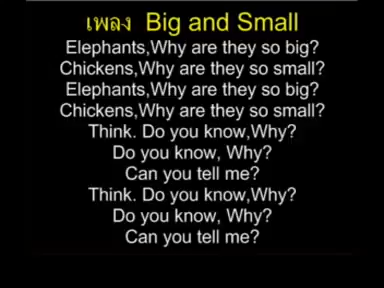 เพลง Big and Small
Elephants,Why are they so big?
Chickens,Why are they so small?
Elephants,Why are they so big?
Chickens,Why are they so small?
Think. Do you know,Why?
Do you know, Why?
Can you tell me?
Think. Do you know,Why?
Do you know, Why?
Can you tell me?